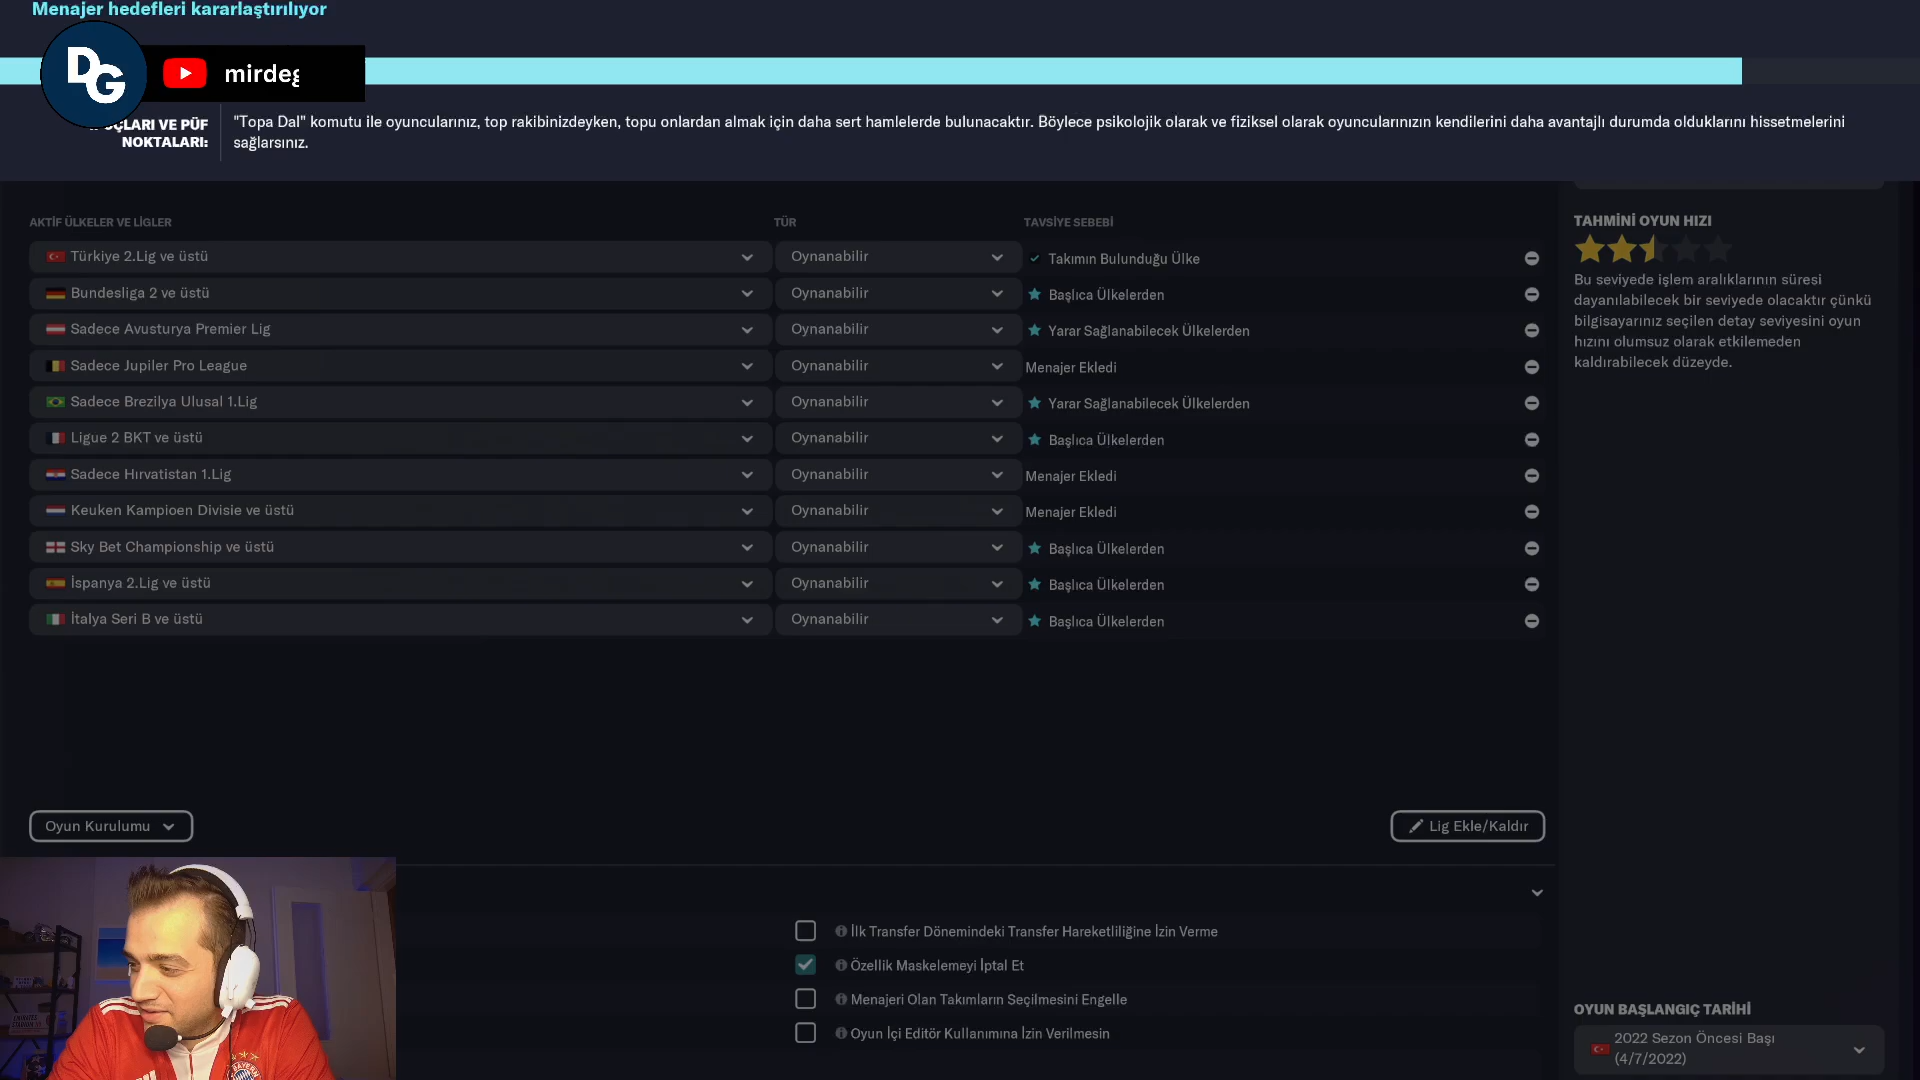 Menajer hedefleri kararlaştırılıyor
DG
mirdeg
UÇLARI VE PÜF
NOKTALARI:
"Topa Dal" komutu ile oyuncularınız, top rakibinizdeyken, topu onlardan almak için daha sert hamlelerde bulunacaktır. Böylece psikolojik olarak ve fiziksel olarak oyuncularınızın kendilerini daha avantajlı durumda olduklarını hissetmelerini
sağlarsınız.
AKTİF ÜLKELER VE LİGLER TÜR TAVSİYE SEBEBİ
Türkiye 2.Lig ve üstü Oynanabilir Takımın Bulunduğu Ülke
Bundesliga 2 ve üstü Oynanabilir Başlıca Ülkelerden
Sadece Avusturya Premier Lig Oynanabilir Yarar Sağlanabilecek Ülkelerden
Sadece Jupiler Pro League Oynanabilir Menajer Ekledi
Sadece Brezilya Ulusal 1.Lig Oynanabilir Yarar Sağlanabilecek Ülkelerden
Ligue 2 BKT ve üstü Oynanabilir Başlıca Ülkelerden
Sadece Hırvatistan 1.Lig Oynanabilir Menajer Ekledi
Keuken Kampioen Divisie ve üstü Oynanabilir Menajer Ekledi
Sky Bet Championship ve üstü Oynanabilir Başlıca Ülkelerden
İspanya 2.Lig ve üstü Oynanabilir Başlıca Ülkelerden
İtalya Seri B ve üstü Oynanabilir Başlıca Ülkelerden
TAHMİNİ OYUN HIZI
Bu seviyede işlem aralıklarının süresi
dayanılabilecek bir seviyede olacaktır çünkü
bilgisayarınız seçilen detay seviyesini oyun
hızını olumsuz olarak etkilemeden
kaldırabilecek düzeyde.
Oyun Kurulumu
Lig Ekle/Kaldır
İlk Transfer Dönemindeki Transfer Hareketliliğine İzin Verme
Özellik Maskelemeyi İptal Et
Menajeri Olan Takımların Seçilmesini Engelle
Oyun İçi Editör Kullanımına İzin Verilmesin
OYUN BAŞLANGIÇ TARİHİ
2022 Sezon Öncesi Başı
(4/7/2022)